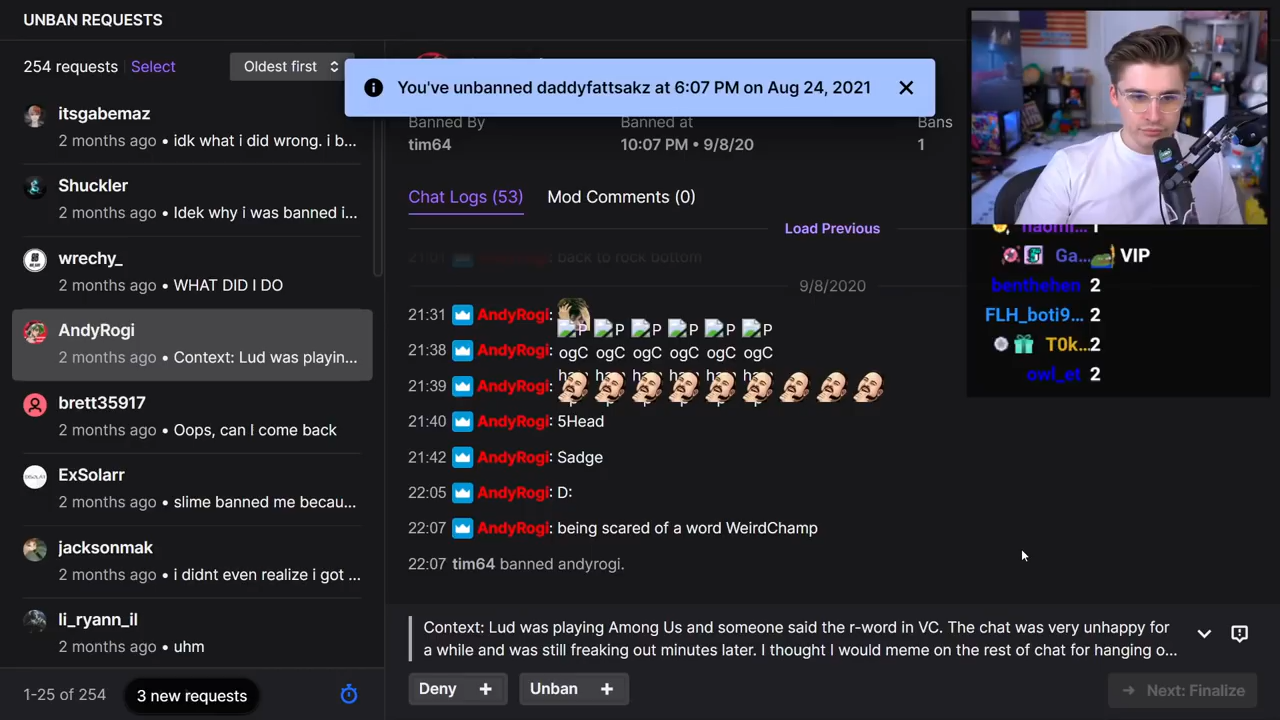 UNBAN REQUESTS
254 requests Select Oldest first
itsgabemaz
2 months ago • idk what i did wrong. i b...
Shuckler
2 months ago • Idek why i was banned i...
wrechy_
2 months ago • WHAT DID I DO
AndyRogi
2 months ago • Context: Lud was playin...
brett35917
2 months ago • Oops, can I come back
ExSolarr
2 months ago • slime banned me becau...
jacksonmak
2 months ago • i didnt even realize i got ...
li_ryann_il
2 months ago • uhm
1-25 of 254 3 new requests
You've unbanned daddyfattsakz at 6:07 PM on Aug 24, 2021
Banned By Banned at Bans
tim64 10:07 PM • 9/8/20 1
Chat Logs (53) Mod Comments (0)
Load Previous
back to rock bottom
9/8/2020
21:31 AndyRogi:
21:38 AndyRogi:
21:39 AndyRogi:
21:40 AndyRogi: 5Head
21:42 AndyRogi: Sadge
22:05 AndyRogi: D:
22:07 AndyRogi: being scared of a word WeirdChamp
22:07 tim64 banned andyrogi.
Context: Lud was playing Among Us and someone said the r-word in VC. The chat was very unhappy for
a while and was still freaking out minutes later. I thought I would meme on the rest of chat for hanging o...
Deny + Unban + Next: Finalize
Ga... VIP
benthehen 2
FLH_boti9... 2
T0k... 2
owl_et 2